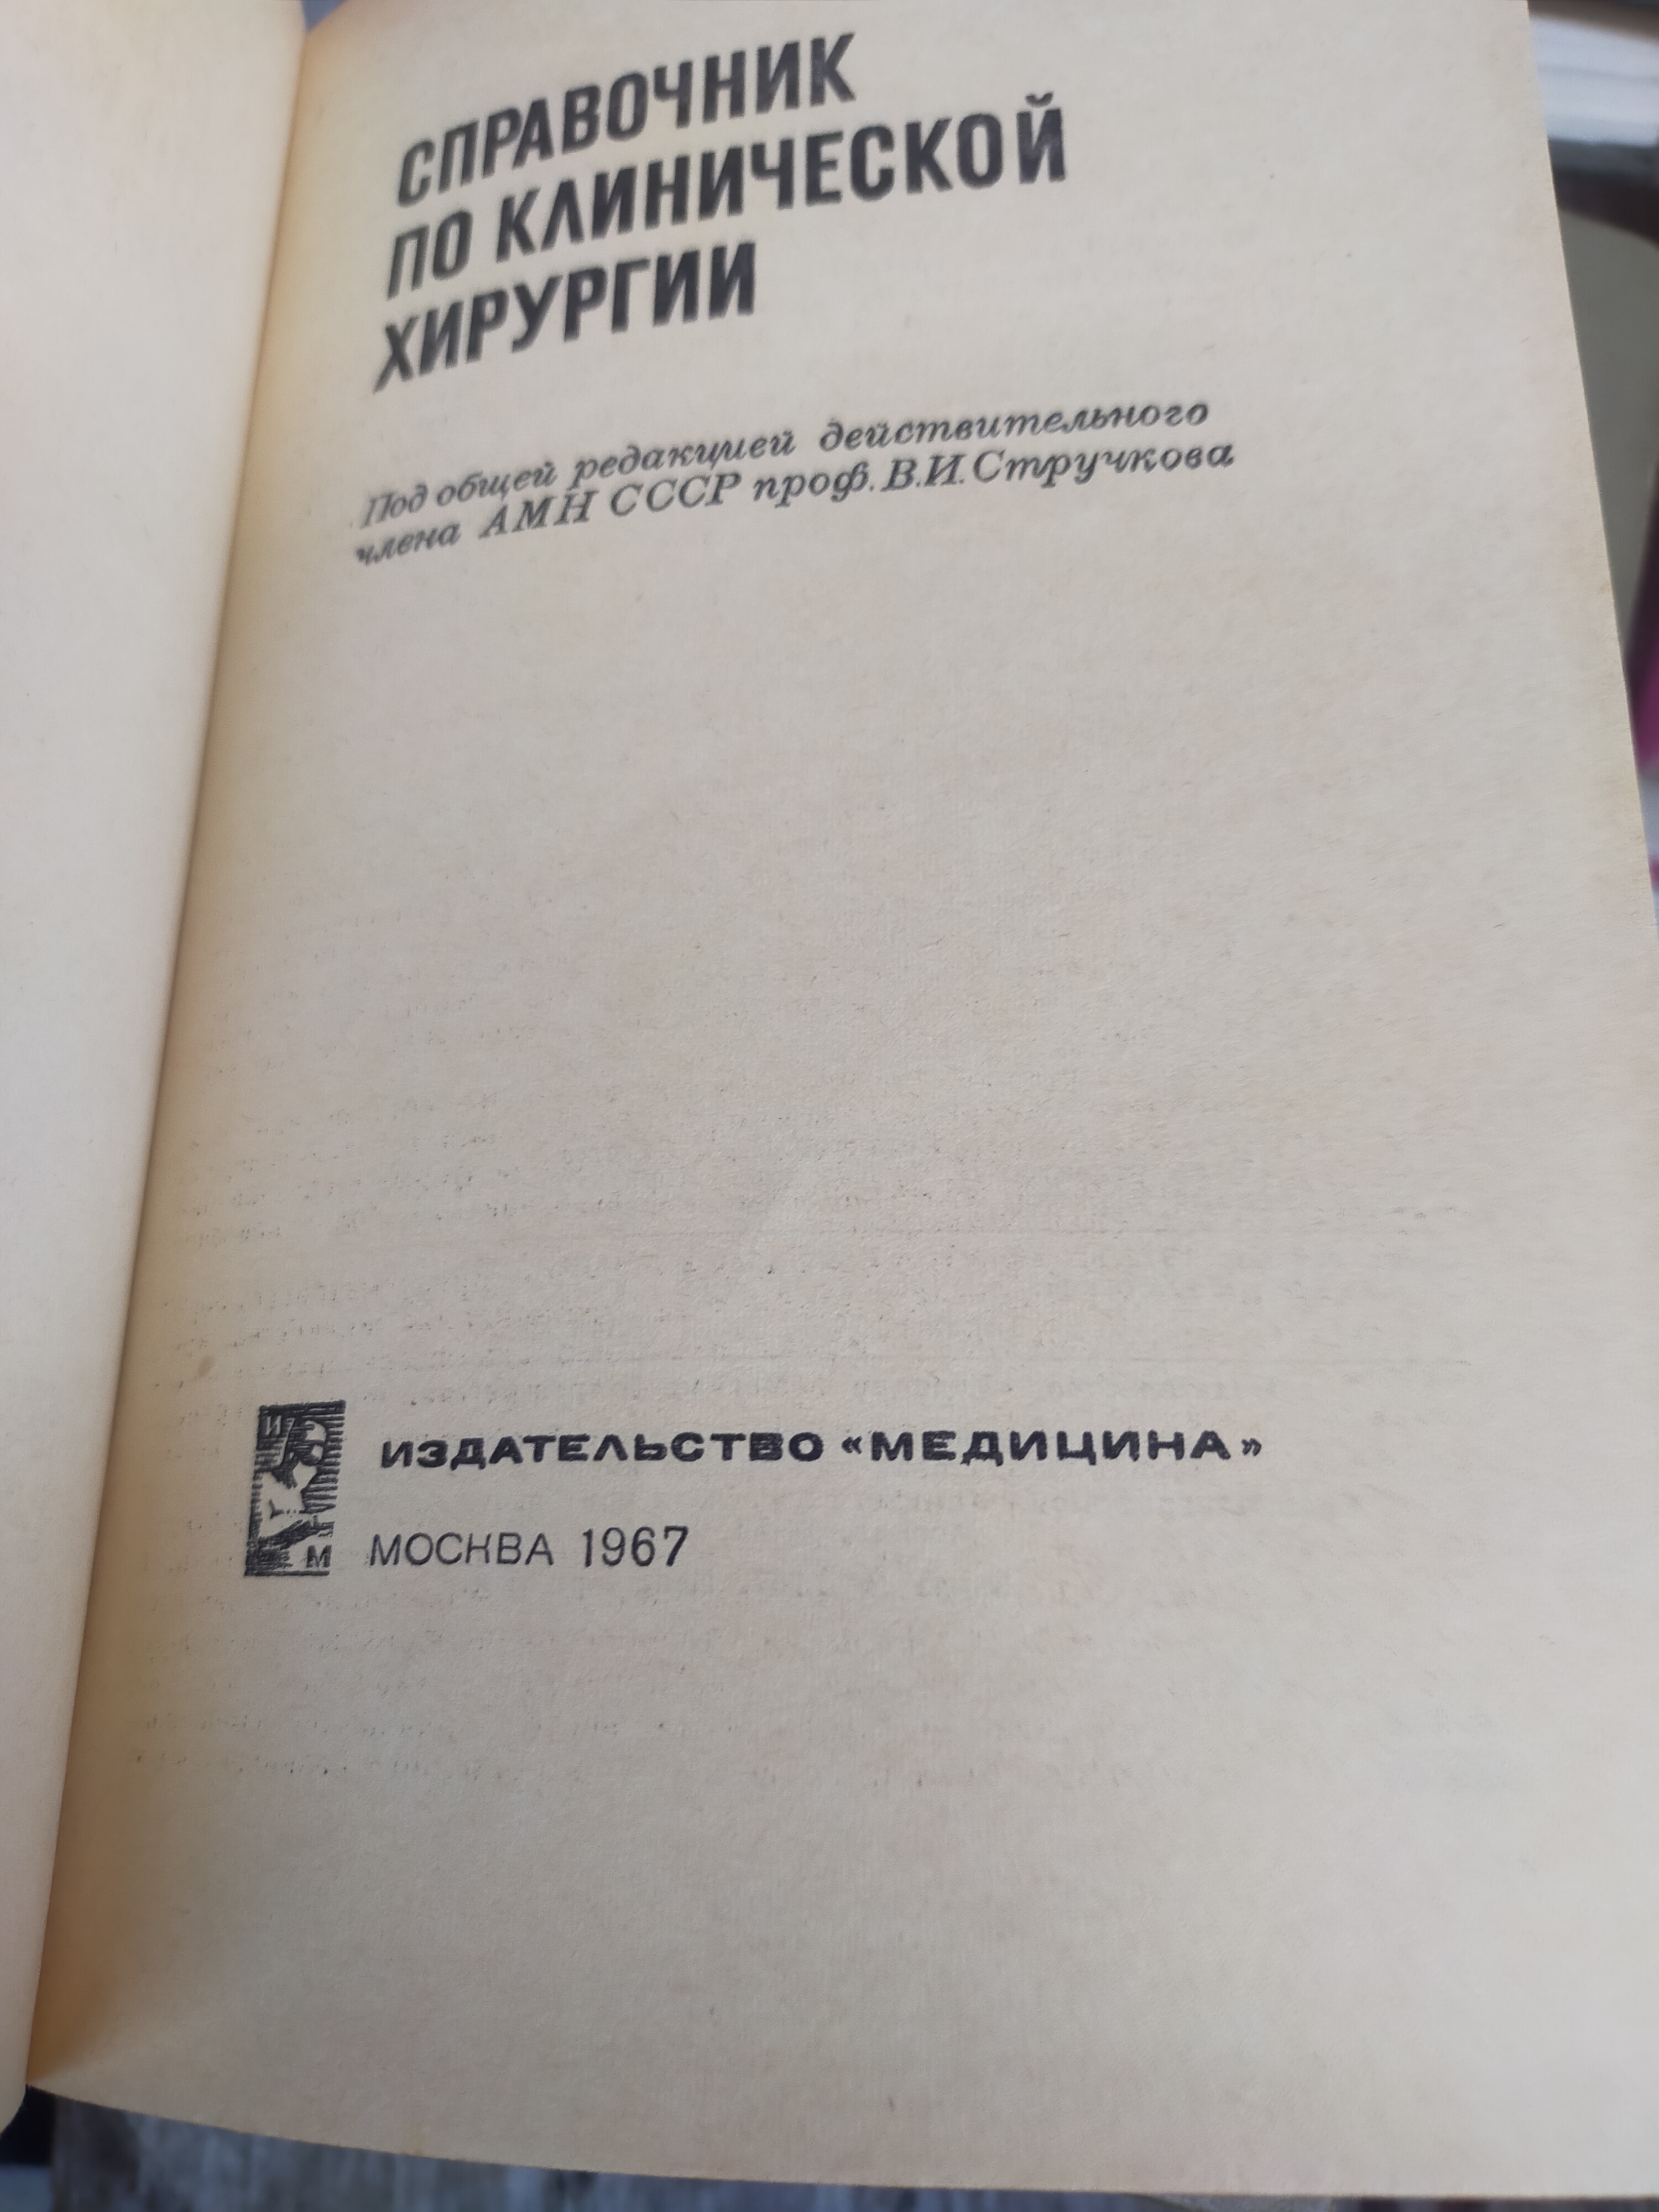 СПРАВОЧНИК
ПО КЛИНИЧЕСКОЙ
ХИРУРГИИ
Под общей редакцией действительного
члена АМН СССР проф. В.И. Стручкова
ИЗДАТЕЛЬСТВО «МЕДИЦИНА»
М
МОСКВА 1967